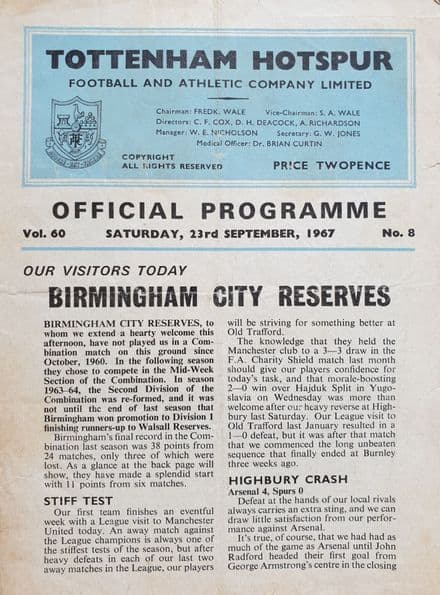 TOTTENHAM HOTSPUR
FOOTBALL AND ATHLETIC COMPANY LIMITED
Chairman: FREDK. WALE Vice-Chairman: S. A. WALE
Directors: C. F. COX, D. H. DEACOCK, A. RICHARDSON
Manager: W. E. NICHOLSON Secretary: G. W. JONES
Medical Officer: Dr. BRIAN CURTIN
COPYRIGHT
ALL RIGHTS RESERVED
PRICE TWOPENCE
OFFICIAL PROGRAMME
Vol. 60 SATURDAY, 23rd SEPTEMBER, 1967 No. 8
OUR VISITORS TODAY
BIRMINGHAM CITY RESERVES
BIRMINGHAM CITY RESERVES, to
whom we extend a hearty welcome this
afternoon, have not played us in a Com-
bination match on this ground since
October, 1960. In the following season
they chose to compete in the Mid-Week
Section of the Combination. In season
1963-64, the Second Division of the
Combination was re-formed, and it was
not until the end of last season that
Birmingham won promotion to Division 1
finishing runners-up to Walsall Reserves.
Birmingham's final record in the Com-
bination last season was 38 points from
24 matches, only three of which were
lost. As a glance at the back page will
show, they have made a splendid start
with 11 points from six matches.
STIFF TEST
Our first team finishes an eventful
week with a League visit to Manchester
United today. An away match against
the League champions is always one of
the stiffest tests of the season, but after
heavy defeats in each of our last two
away matches in the League, our players
will be striving for something better at
Old Trafford.
The knowledge that they held the
Manchester club to a 3—3 draw in the
F.A. Charity Shield match last month
should give our players confidence for
today's task, and that morale-boosting
2—0 win over Hajduk Split in Yugo-
slavia on Wednesday was more than
welcome after our heavy reverse at High-
bury last Saturday. Our League visit to
Old Trafford last January resulted in a
1—0 defeat, but it was after that match
that we commenced the long unbeaten
sequence that finally ended at Burnley
three weeks ago.
HIGHBURY CRASH
Arsenal 4, Spurs 0
Defeat at the hands of our local rivals
always carries an extra sting, and we can
draw little satisfaction from our perfor-
mance against Arsenal.
It's true, of course, that we had had as
much of the game as Arsenal until John
Radford headed their first goal from
George Armstrong's centre in the closing